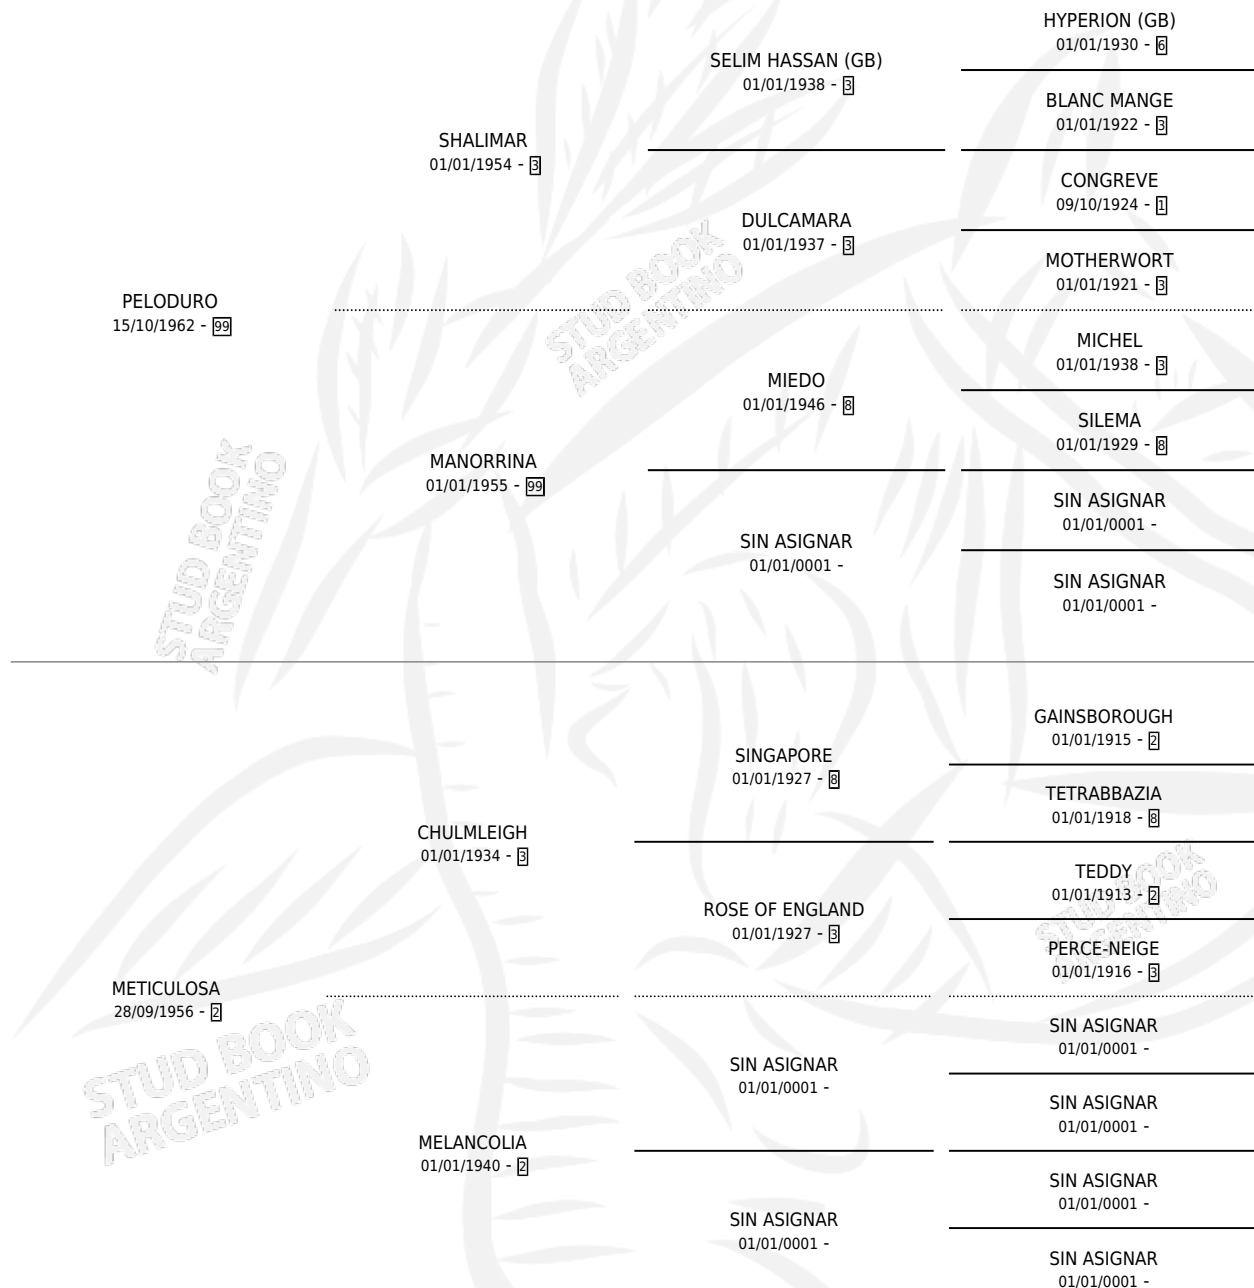 HYPERION (GB)
01/01/1930 - 6
SELIM HASSAN (GB)
01/01/1938 - 3
BLANC MANGE
01/01/1922 - 3
SHALIMAR
01/01/1954 - 3
CONGREVE
09/10/1924 - 1
DULCAMARA
01/01/1937 - 3
MOTHERWORT
01/01/1921 - 3
PELODURO
15/10/1962 - 99
MICHEL
01/01/1938 - 3
MIEDO
01/01/1946 - 8
SILEMA
01/01/1929 - 8
MANORRINA
01/01/1955 - 99
SIN ASIGNAR
01/01/0001 -
SIN ASIGNAR
01/01/0001 -
SIN ASIGNAR
01/01/0001 -
STUD BOOK
ARGENTINO
STUD BOOK
ARGENTINO
GAINSBOROUGH
01/01/1915 - 2
SINGAPORE
01/01/1927 - 8
TETRABBAZIA
01/01/1918 - 8
CHULMLEIGH
01/01/1934 - 3
TEDDY
01/01/1913 - 2
ROSE OF ENGLAND
01/01/1927 - 3
PERCE-NEIGE
01/01/1916 - 3
METICULOSA
28/09/1956 - 2
SIN ASIGNAR
01/01/0001 -
SIN ASIGNAR
01/01/0001 -
SIN ASIGNAR
01/01/0001 -
MELANCOLIA
01/01/1940 - 2
SIN ASIGNAR
01/01/0001 -
SIN ASIGNAR
01/01/0001 -
SIN ASIGNAR
01/01/0001 -
STUD BOOK
ARGENTINO
STUD BOOK
ARGENTINO